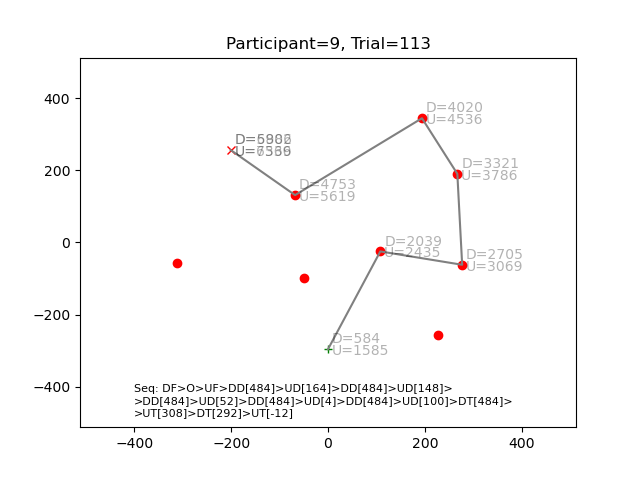 Participant=9, Trial=113
400
200
0
−200
−400
−400
−200
0
200
400
D=4020
U=4536
D=3321
U=3786
D=4753
U=5619
D=2039
U=2435
D=2705
U=3069
D=584
U=1585
Seq: DF>O>UF>DD[484]>UD[164]>DD[484]>UD[148]>
>DD[484]>UD[52]>DD[484]>UD[4]>DD[484]>UD[100]>DT[484]>
>UT[308]>DT[292]>UT[-12]